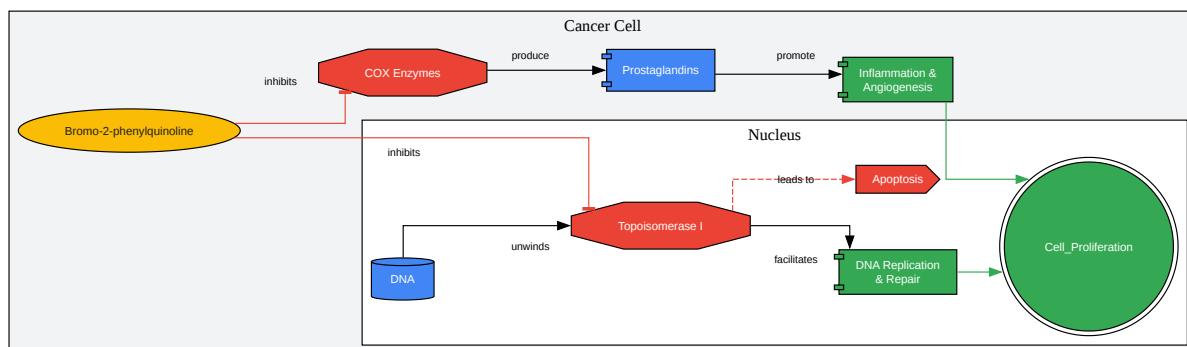 Cancer Cell
produce
promote
COX Enzymes
Prostaglandins
Inflammation &
Angiogenesis
inhibits
Bromo-2-phenylquinoline
Nucleus
inhibits
leads to
Apoptosis
Topoisomerase I
unwinds
facilitates
Cell_Proliferation
DNA
DNA Replication
& Repair